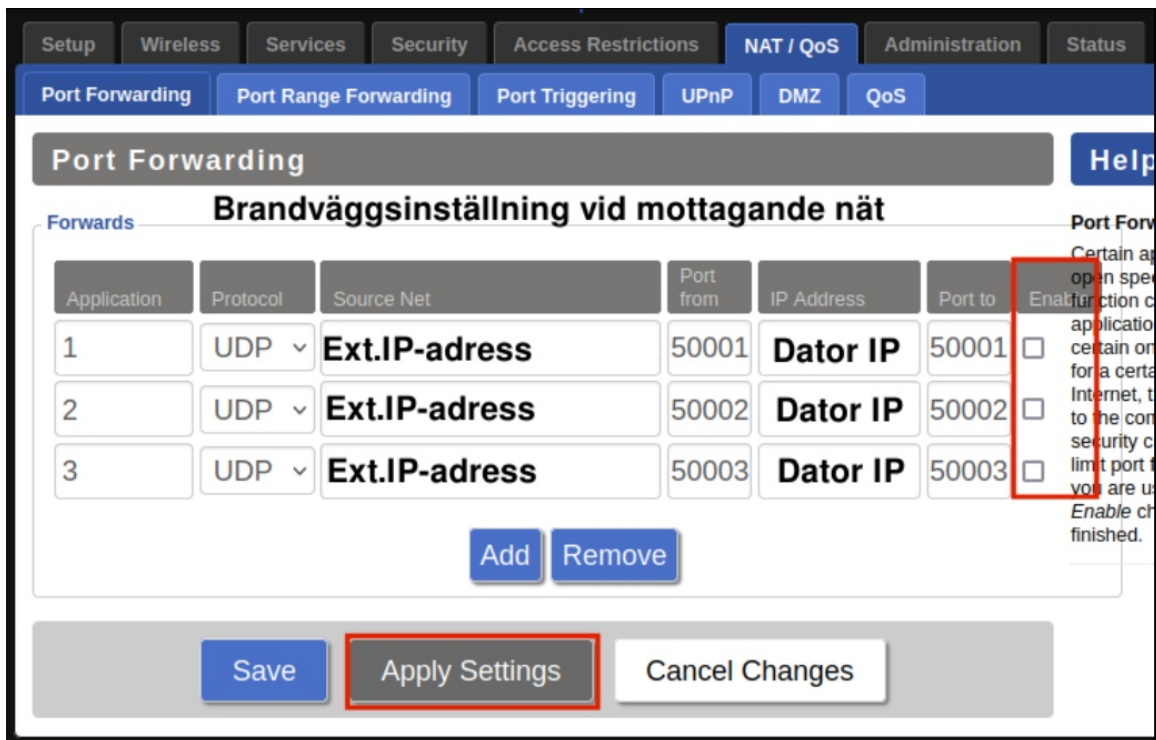 Setup Wireless Services Security Access Restrictions NAT / QoS Administration Status
Port Forwarding Port Range Forwarding Port Triggering UPnP DMZ QoS
Port Forwarding
Help
Brandväggsinställning vid mottagande nät
Forwards
Application Protocol Source Net Port from IP Address Port to Enable
1 UDP Ext.IP-adress 50001 Dator IP 50001
2 UDP Ext.IP-adress 50002 Dator IP 50002
3 UDP Ext.IP-adress 50003 Dator IP 50003
Add Remove
Save Apply Settings Cancel Changes
Port Forw
Certain ap
open spec
function c
applicatio
certain on
for a certa
Internet, t
to the com
security c
limit port f
you are us
Enable ch
finished.